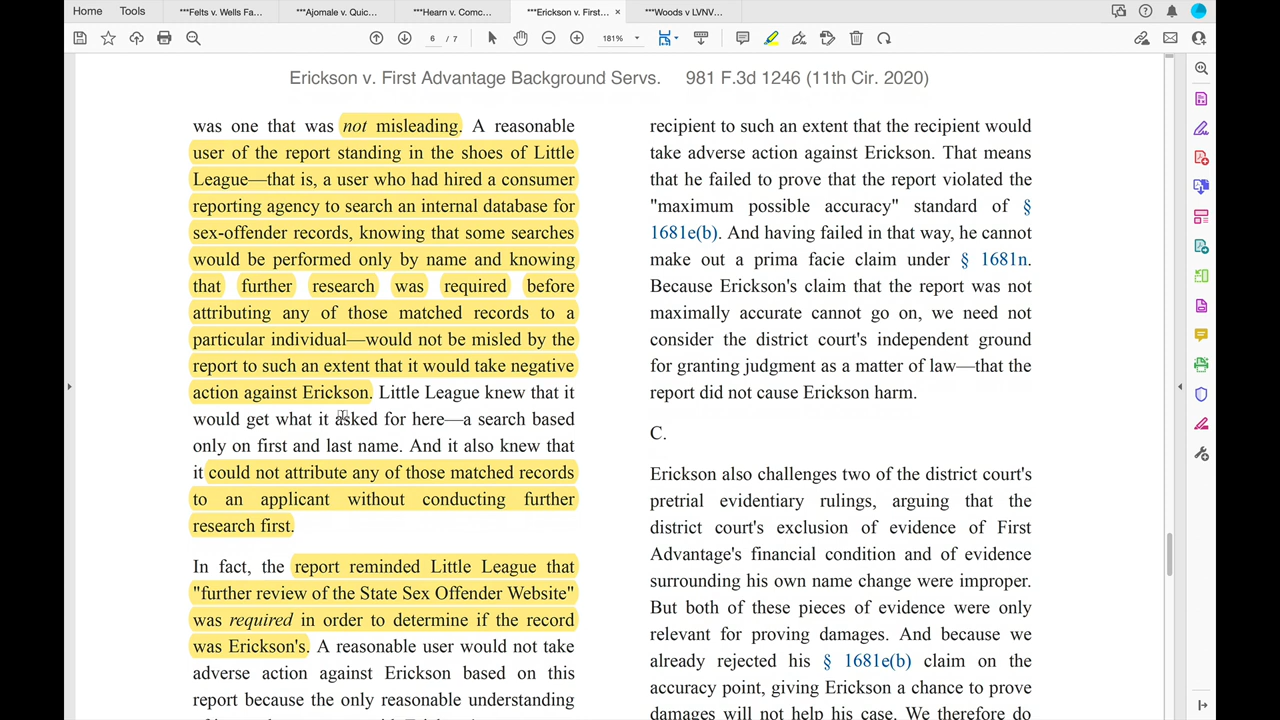 Home
Tools
***Felts v. Wells Fa...
***Ajomale v. Quic...
***Hearn v. Comc...
***Erickson v. First...
***Woods v LVNV...
6 / 7
181%
Erickson v. First Advantage Background Servs. 981 F.3d 1246 (11th Cir. 2020)
was one that was not misleading. A reasonable
user of the report standing in the shoes of Little
League—that is, a user who had hired a consumer
reporting agency to search an internal database for
sex-offender records, knowing that some searches
would be performed only by name and knowing
that further research was required before
attributing any of those matched records to a
particular individual—would not be misled by the
report to such an extent that it would take negative
action against Erickson. Little League knew that it
would get what it asked for here—a search based
only on first and last name. And it also knew that
it could not attribute any of those matched records
to an applicant without conducting further
research first.
In fact, the report reminded Little League that
"further review of the State Sex Offender Website"
was required in order to determine if the record
was Erickson's. A reasonable user would not take
adverse action against Erickson based on this
report because the only reasonable understanding
recipient to such an extent that the recipient would
take adverse action against Erickson. That means
that he failed to prove that the report violated the
"maximum possible accuracy" standard of §
1681e(b). And having failed in that way, he cannot
make out a prima facie claim under § 1681n.
Because Erickson's claim that the report was not
maximally accurate cannot go on, we need not
consider the district court's independent ground
for granting judgment as a matter of law—that the
report did not cause Erickson harm.
C.
Erickson also challenges two of the district court's
pretrial evidentiary rulings, arguing that the
district court's exclusion of evidence of First
Advantage's financial condition and of evidence
surrounding his own name change were improper.
But both of these pieces of evidence were only
relevant for proving damages. And because we
already rejected his § 1681e(b) claim on the
accuracy point, giving Erickson a chance to prove
damages will not help his case. We therefore do